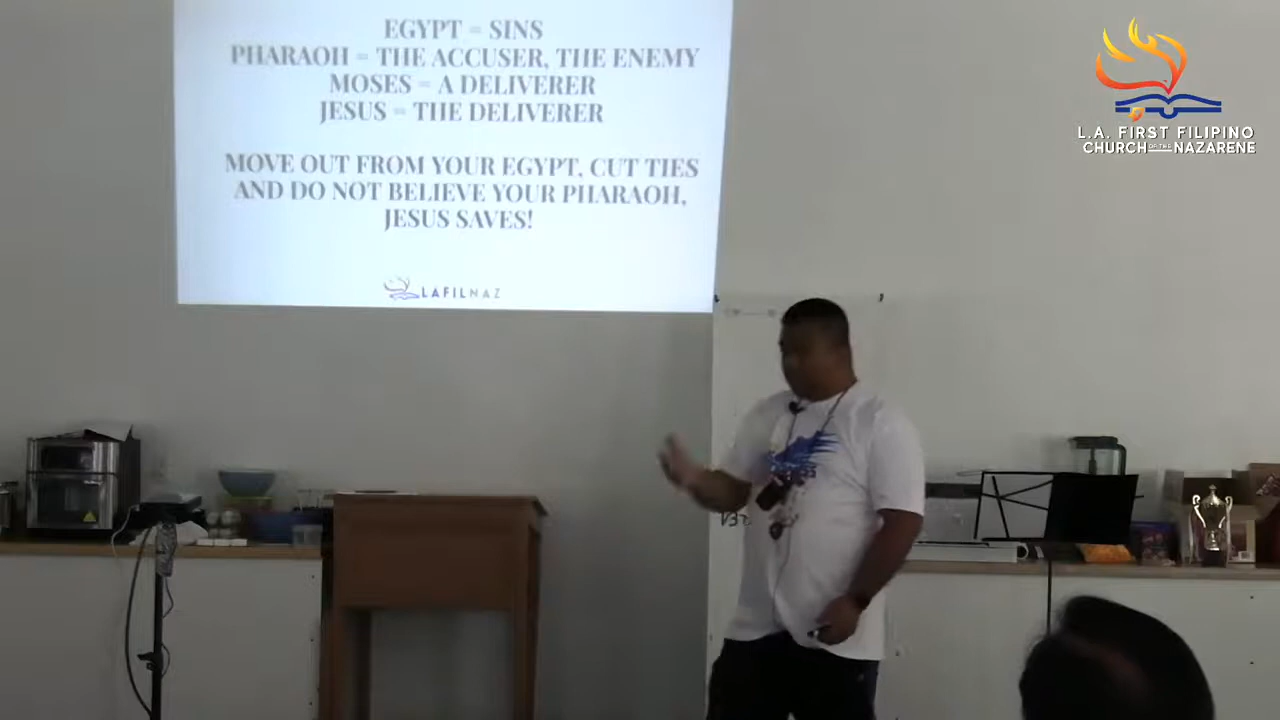 EGYPT = SINS
PHARAOH = THE ACCUSER, THE ENEMY
MOSES = A DELIVERER
JESUS = THE DELIVERER
MOVE OUT FROM YOUR EGYPT, CUT TIES
AND DO NOT BELIEVE YOUR PHARAOH,
JESUS SAVES!
LAFILNAZ
L.A. FIRST FILIPINO
CHURCH OF THE NAZARENE